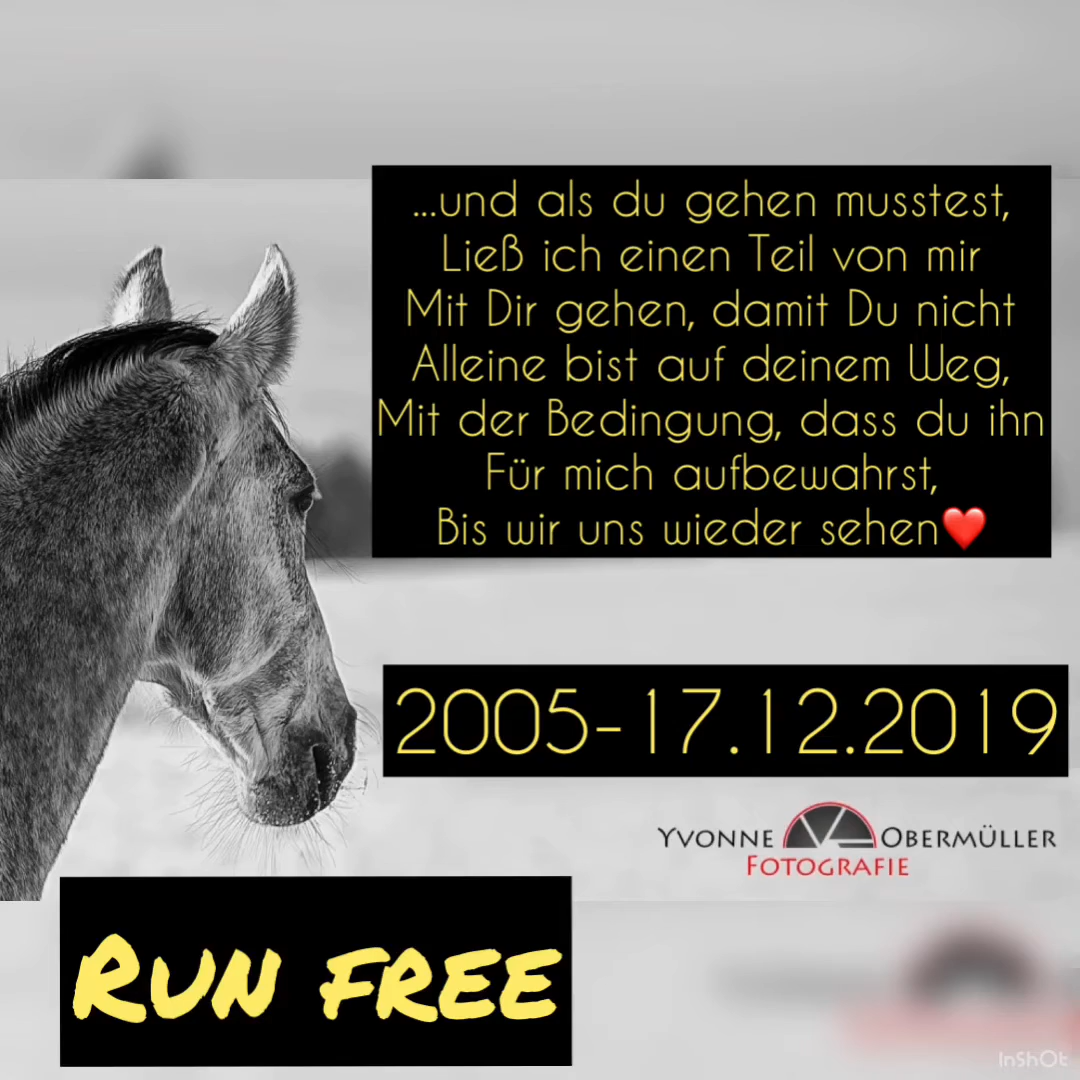 ...und als du gehen musstest,
Ließ ich einen Teil von mir
Mit Dir gehen, damit Du nicht
Alleine bist auf deinem Weg,
Mit der Bedingung, dass du ihn
Für mich aufbewahrst,
Bis wir uns wieder sehen❤️
2005-17.12.2019
YVONNE OBERMÜLLER
FOTOGRAFIE
RUN FREE
InShOt